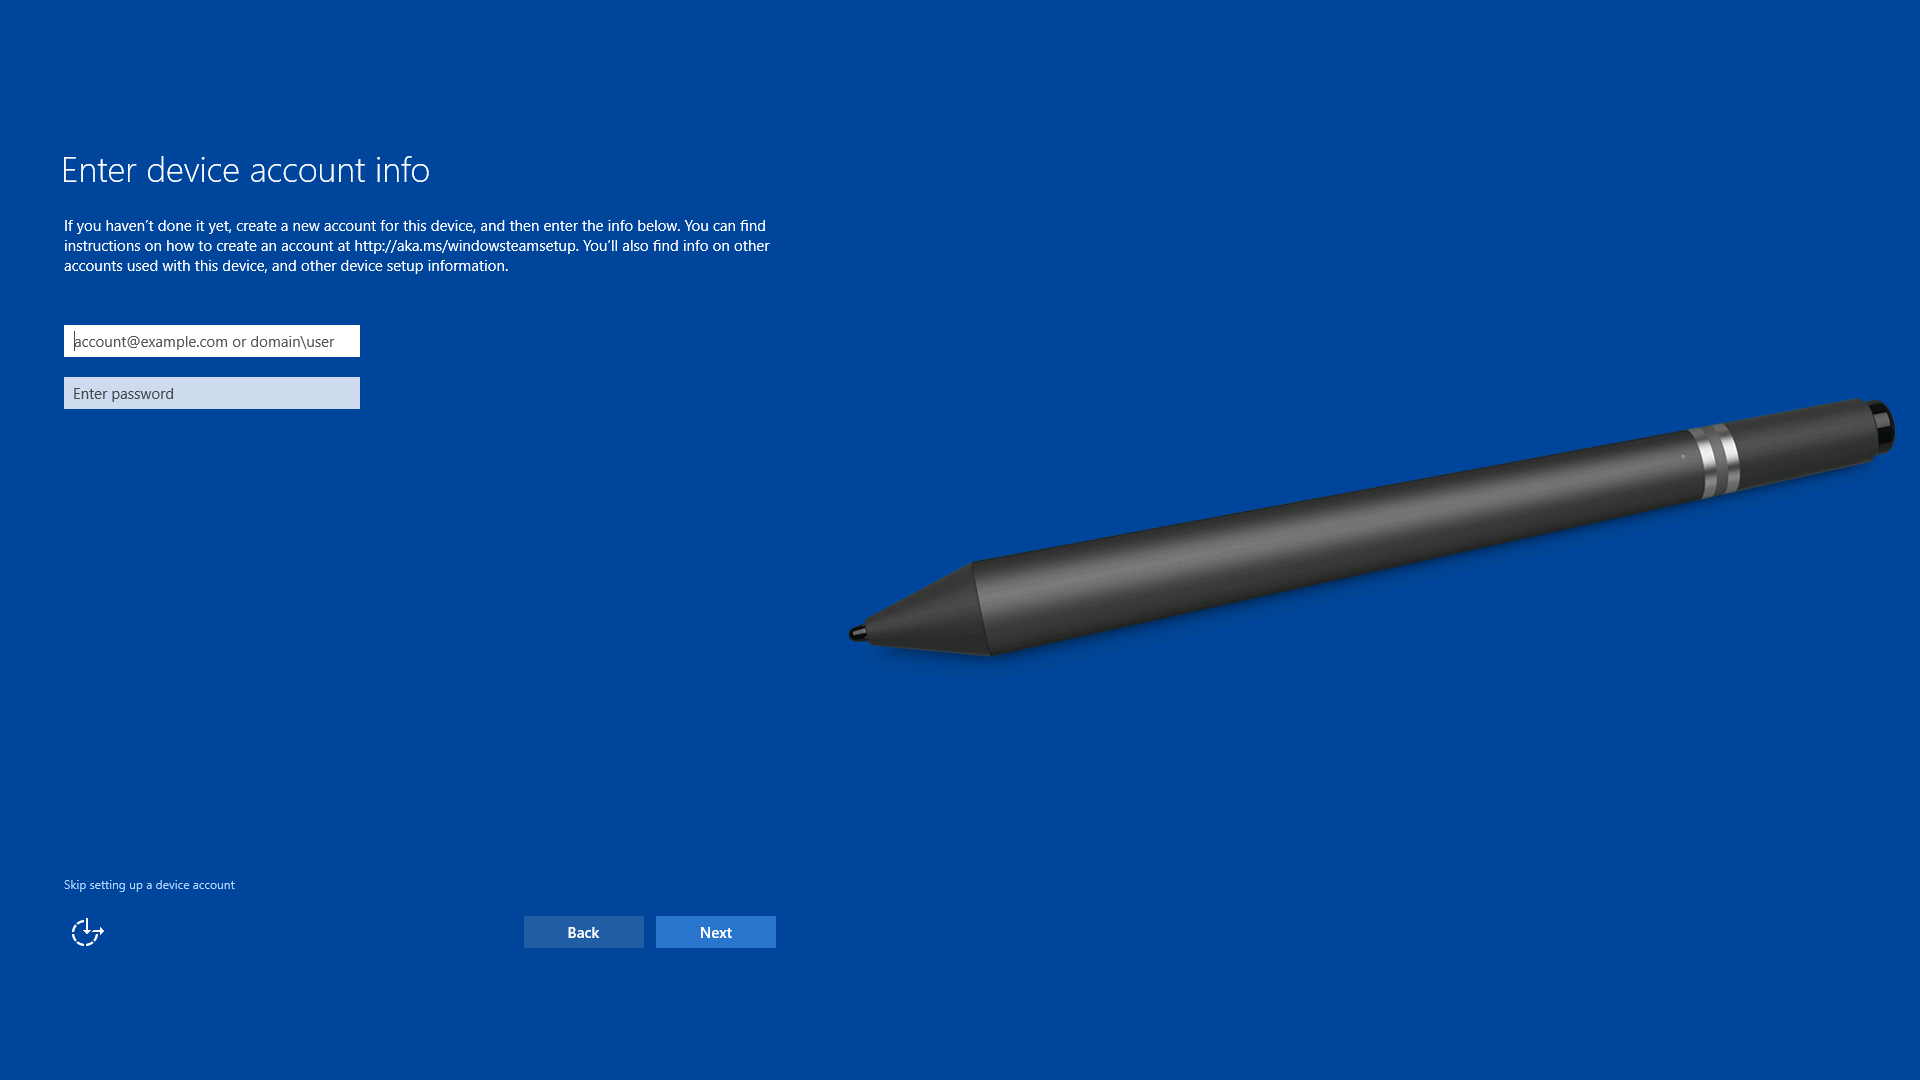 Enter device account info
If you haven’t done it yet, create a new account for this device, and then enter the info below. You can find
instructions on how to create an account at http://aka.ms/windowsteamsetup. You’ll also find info on other
accounts used with this device, and other device setup information.
account@example.com or domain\user
Enter password
Skip setting up a device account
Back
Next